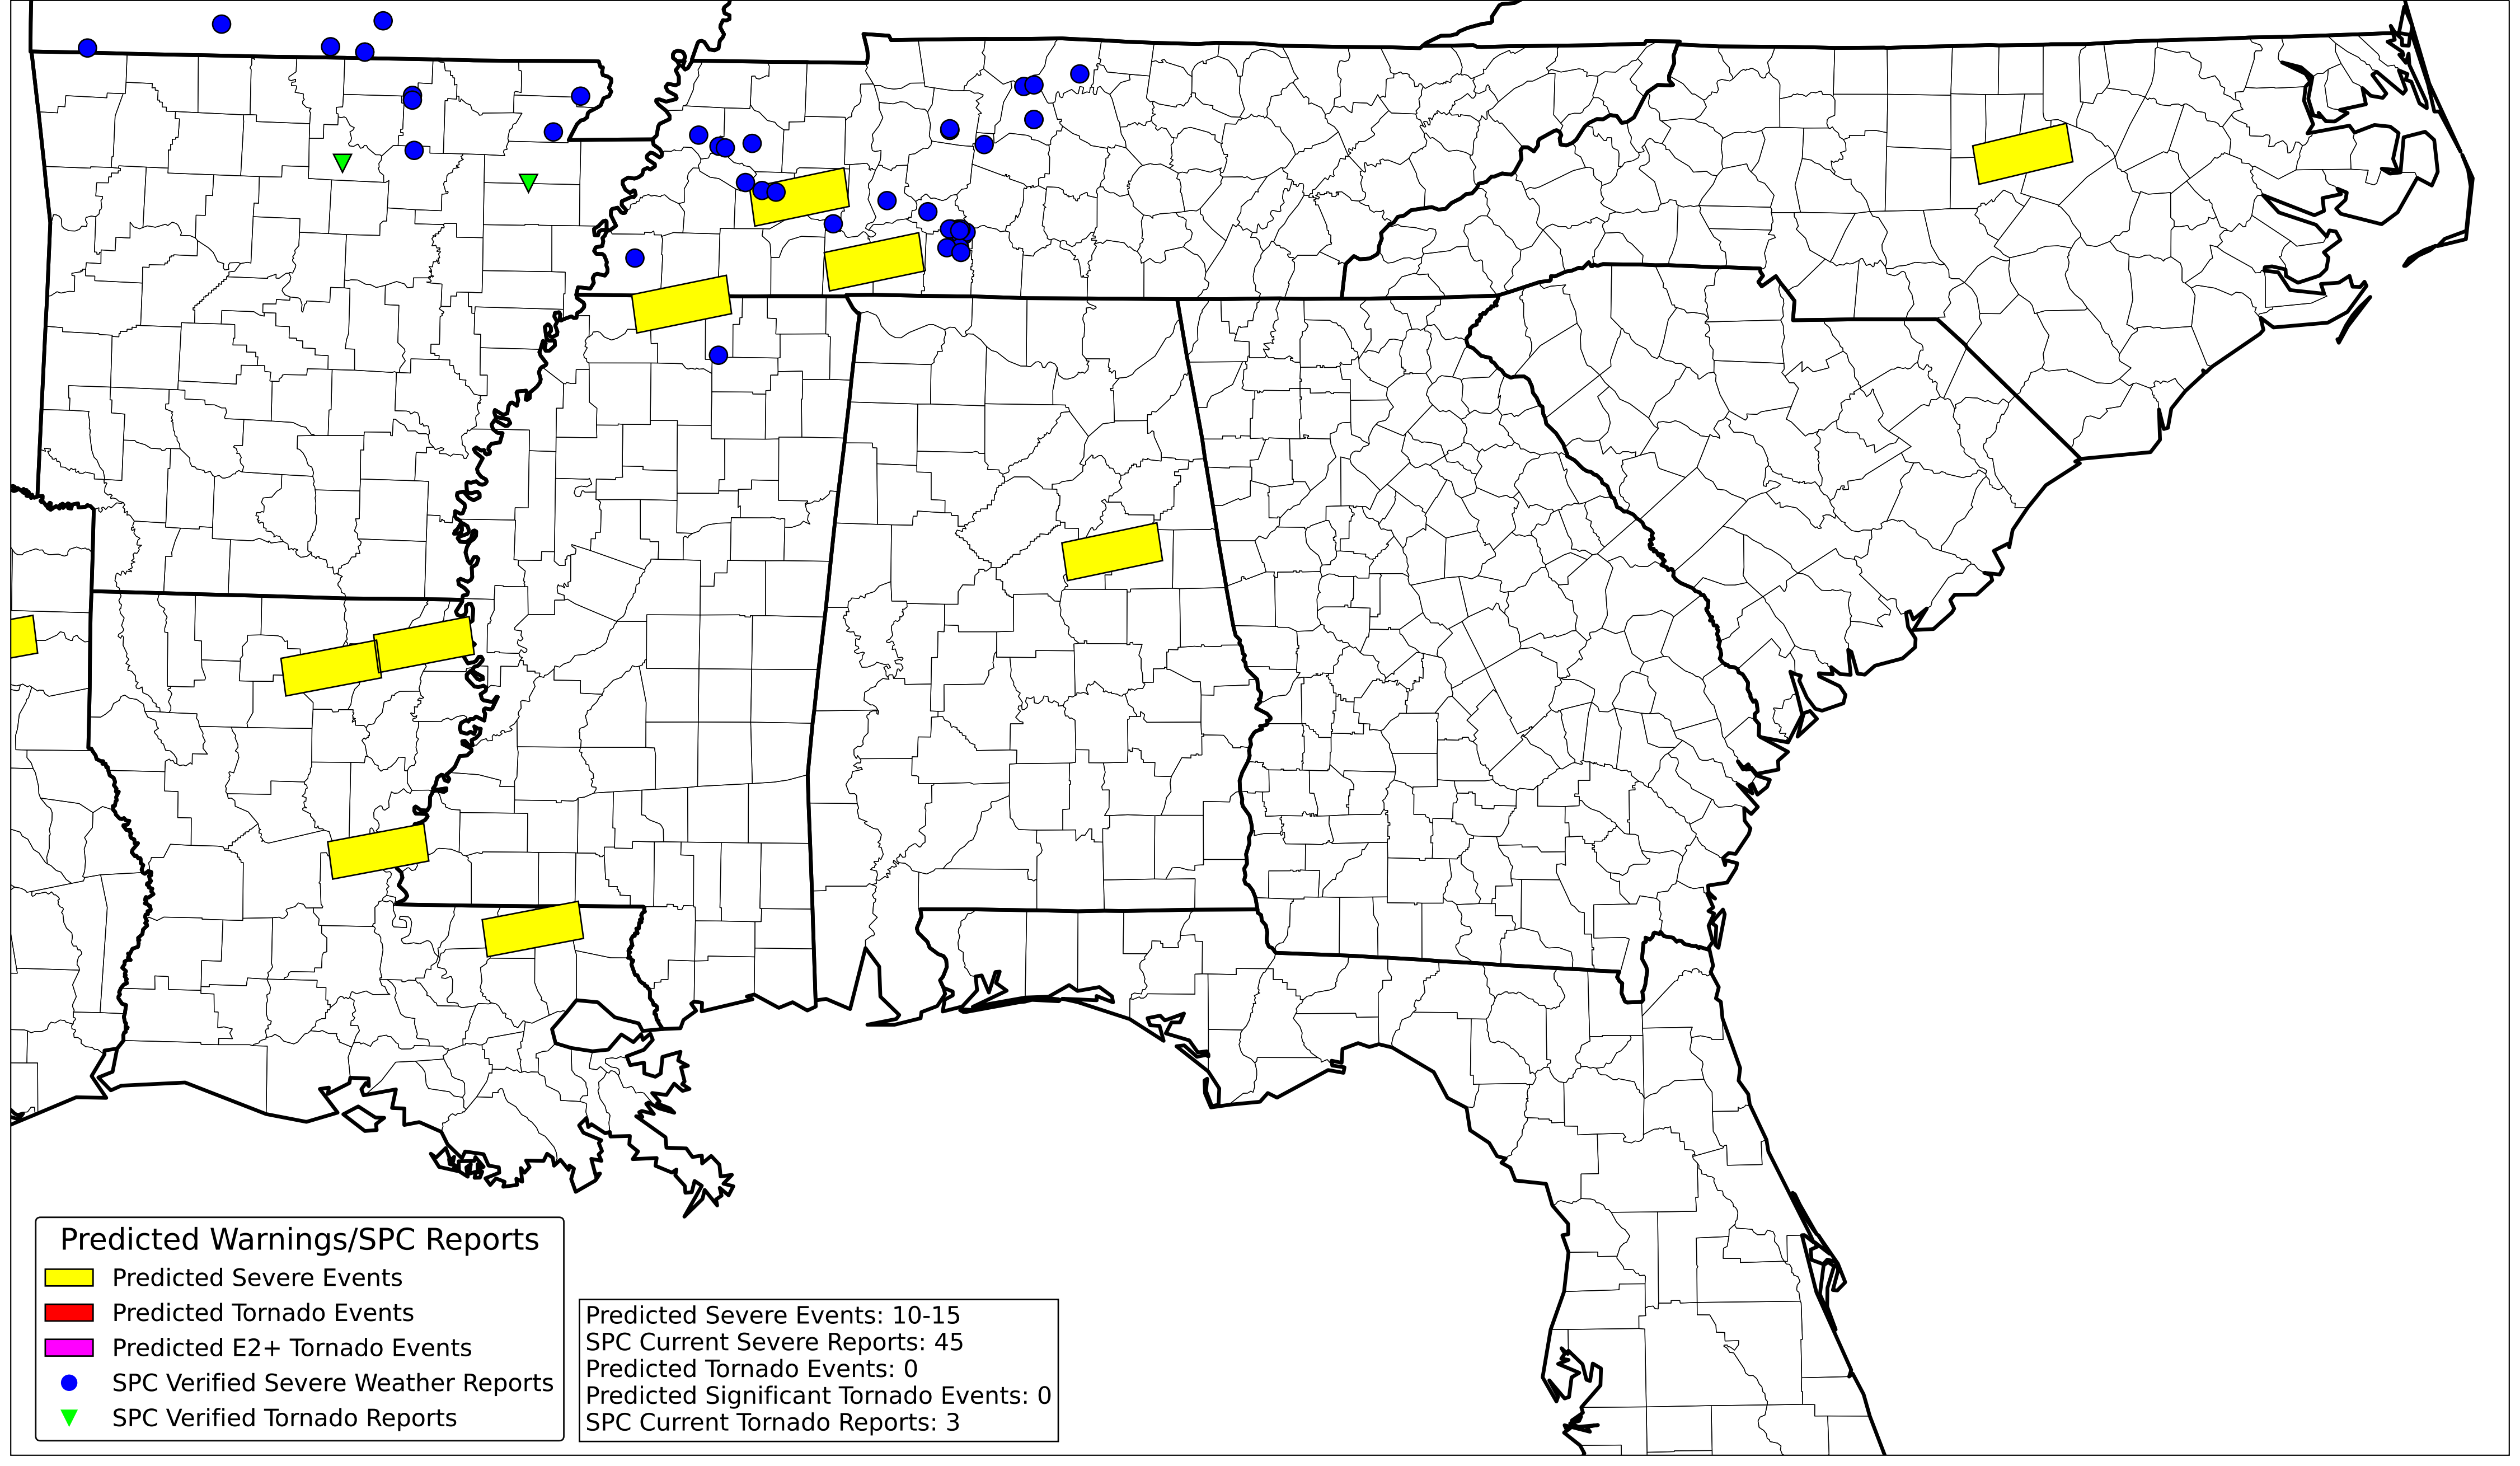 Predicted Warnings/SPC Reports
Predicted Severe Events
Predicted Tornado Events
Predicted E2+ Tornado Events
SPC Verified Severe Weather Reports
SPC Verified Tornado Reports
Predicted Severe Events: 10-15
SPC Current Severe Reports: 45
Predicted Tornado Events: 0
Predicted Significant Tornado Events: 0
SPC Current Tornado Reports: 3